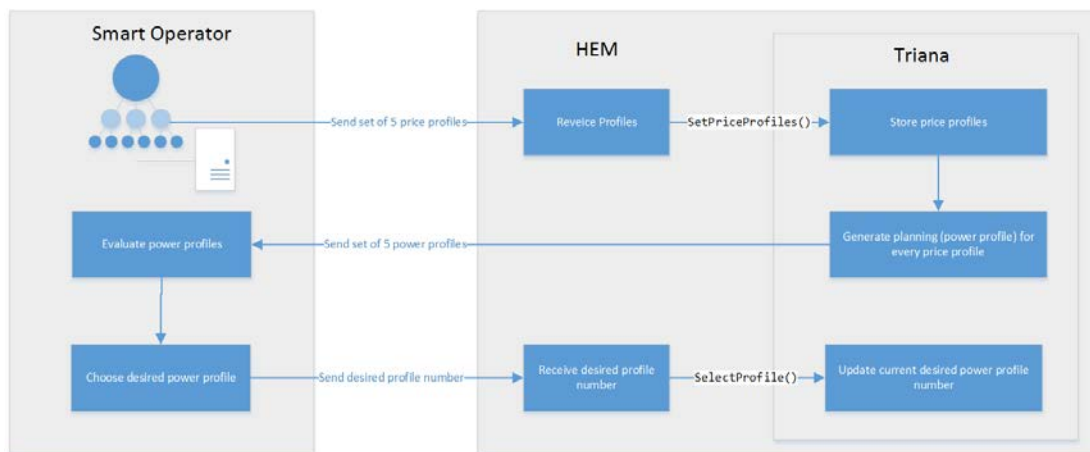 Smart Operator
HEM
Triana
Send set of 5 price profiles
Reveice Profiles
SetPriceProfiles()
Store price profiles
Evaluate power profiles
Send set of 5 power profiles
Generate planning (power profile) for
every price profile
Choose desired power profile
Send desired profile number
Receive desired profile
number
SelectProfile()
Update current desired power profile
number